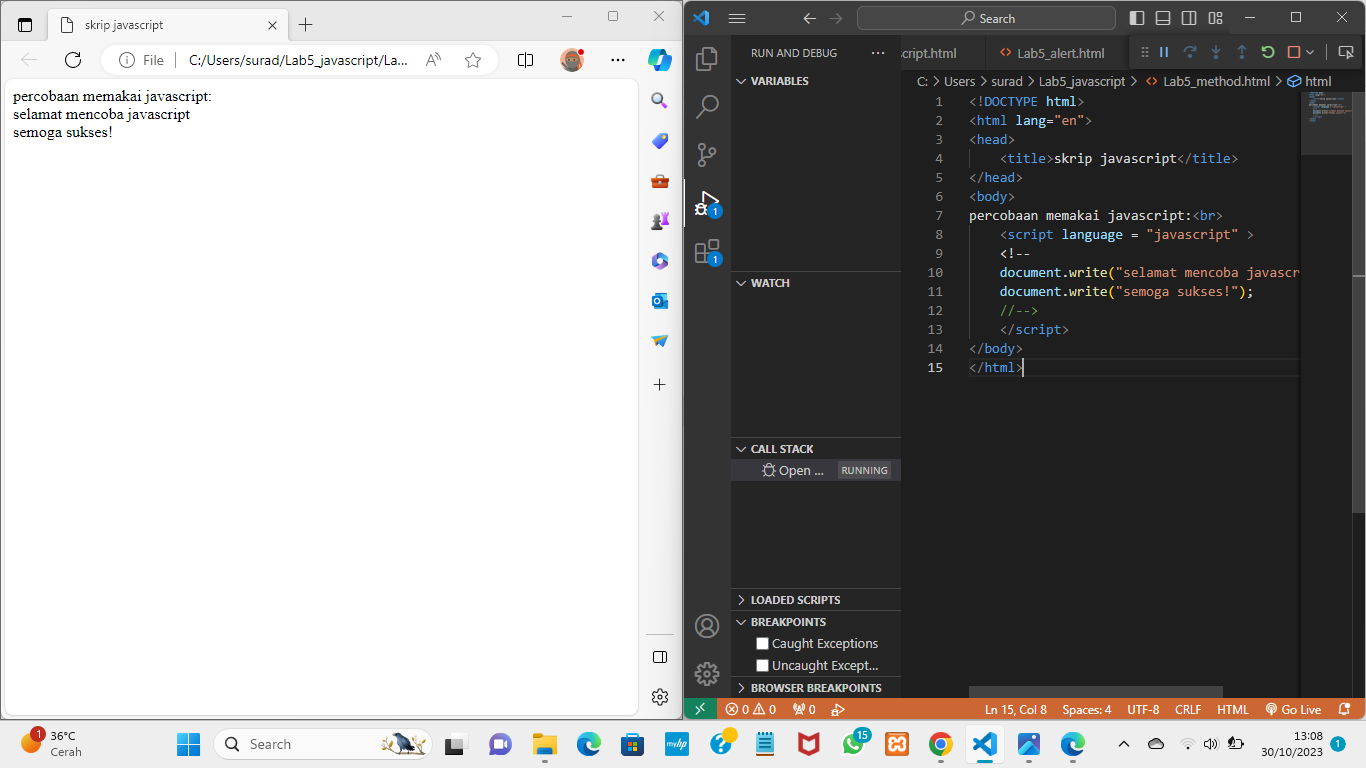 skrip javascript
File
C:/Users/surad/Lab5_javascript/La...
percobaan memakai javascript:
selamat mencoba javascript
semoga sukses!
Search
RUN AND DEBUG
cript.html
Lab5_alert.html
VARIABLES
C: > Users > surad > Lab5_javascript > Lab5_method.html > html
1 <!DOCTYPE html>
2 <html lang="en">
3 <head>
4 <title>skrip javascript</title>
5 </head>
6 <body>
7 percobaan memakai javascript:<br>
8 <script language = "javascript" >
9 <!--
10 document.write("selamat mencoba javascr
11 document.write("semoga sukses!");
12 //-->
13 </script>
14 </body>
15 </html>
1
1
WATCH
CALL STACK
Open ...
RUNNING
LOADED SCRIPTS
BREAKPOINTS
Caught Exceptions
Uncaught Except...
BROWSER BREAKPOINTS
0 0 0
Ln 15, Col 8
Spaces: 4
UTF-8
CRLF
HTML
Go Live
1
36°C
Cerah
Search
myhp
15
13:08
30/10/2023
1